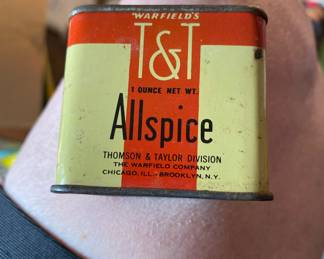 WARFIELD'S
T&T
1 OUNCE NET WT.
Allspice
THOMSON & TAYLOR DIVISION
THE WARFIELD COMPANY
CHICAGO, ILL. - BROOKLYN, N.Y.